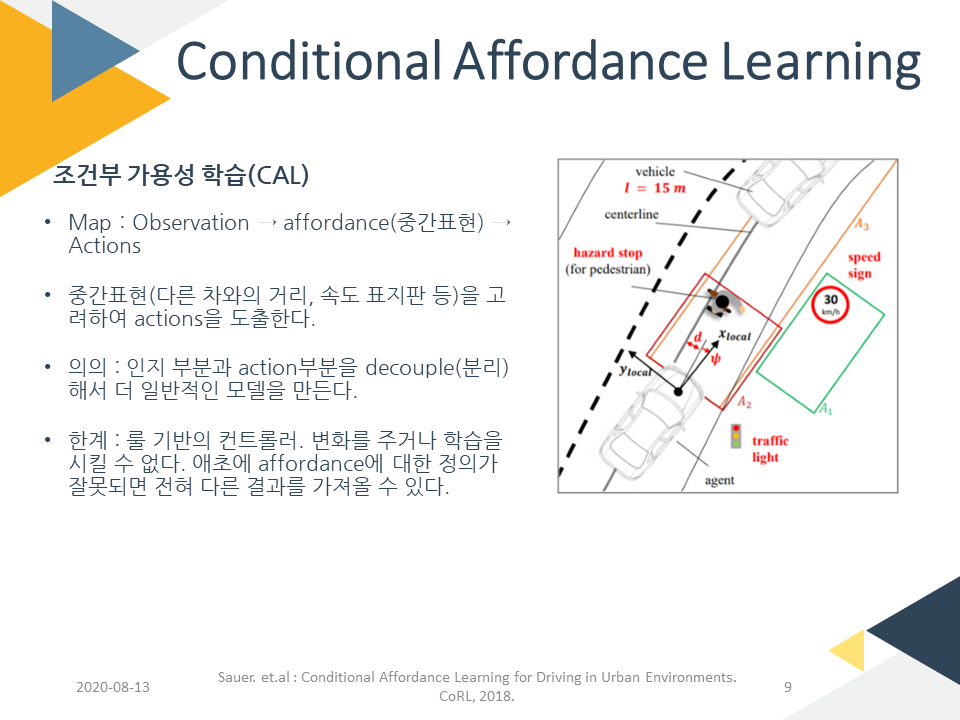 Conditional Affordance Learning
조건부 가용성 학습(CAL)
• Map : Observation → affordance(중간표현) →
Actions
• 중간표현(다른 차와의 거리, 속도 표지판 등)을 고
려하여 actions을 도출한다.
• 의의 : 인지 부분과 action부분을 decouple(분리)
해서 더 일반적인 모델을 만든다.
• 한계 : 룰 기반의 컨트롤러. 변화를 주거나 학습을
시킬 수 없다. 애초에 affordance에 대한 정의가
잘못되면 전혀 다른 결과를 가져올 수 있다.
vehicle
l = 15 m
centerline
hazard stop
(for pedestrian)
A3
speed
sign
30
km/h
d
xlocal
ψ
ylocal
A2
A1
traffic
light
agent
2020-08-13
Sauer. et.al : Conditional Affordance Learning for Driving in Urban Environments.
CoRL, 2018.
9